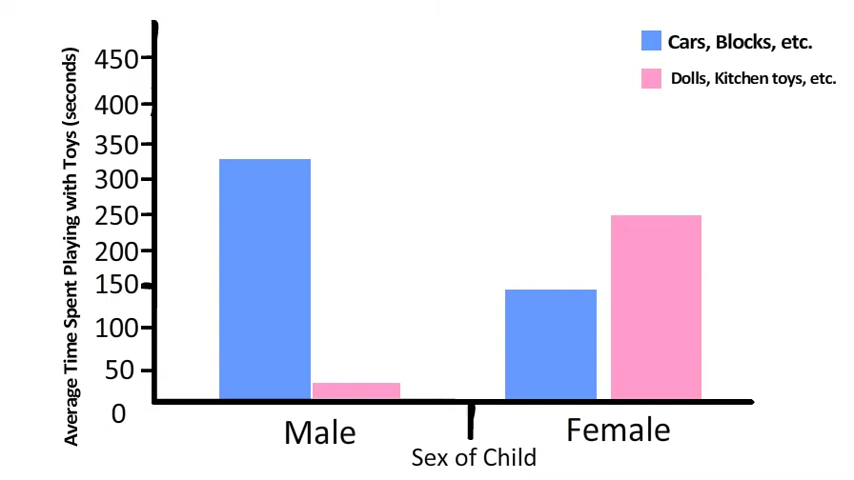 Average Time Spent Playing with Toys (seconds)
450
400
350
300
250
200
150
100
50
0
Cars, Blocks, etc.
Dolls, Kitchen toys, etc.
Male
Female
Sex of Child